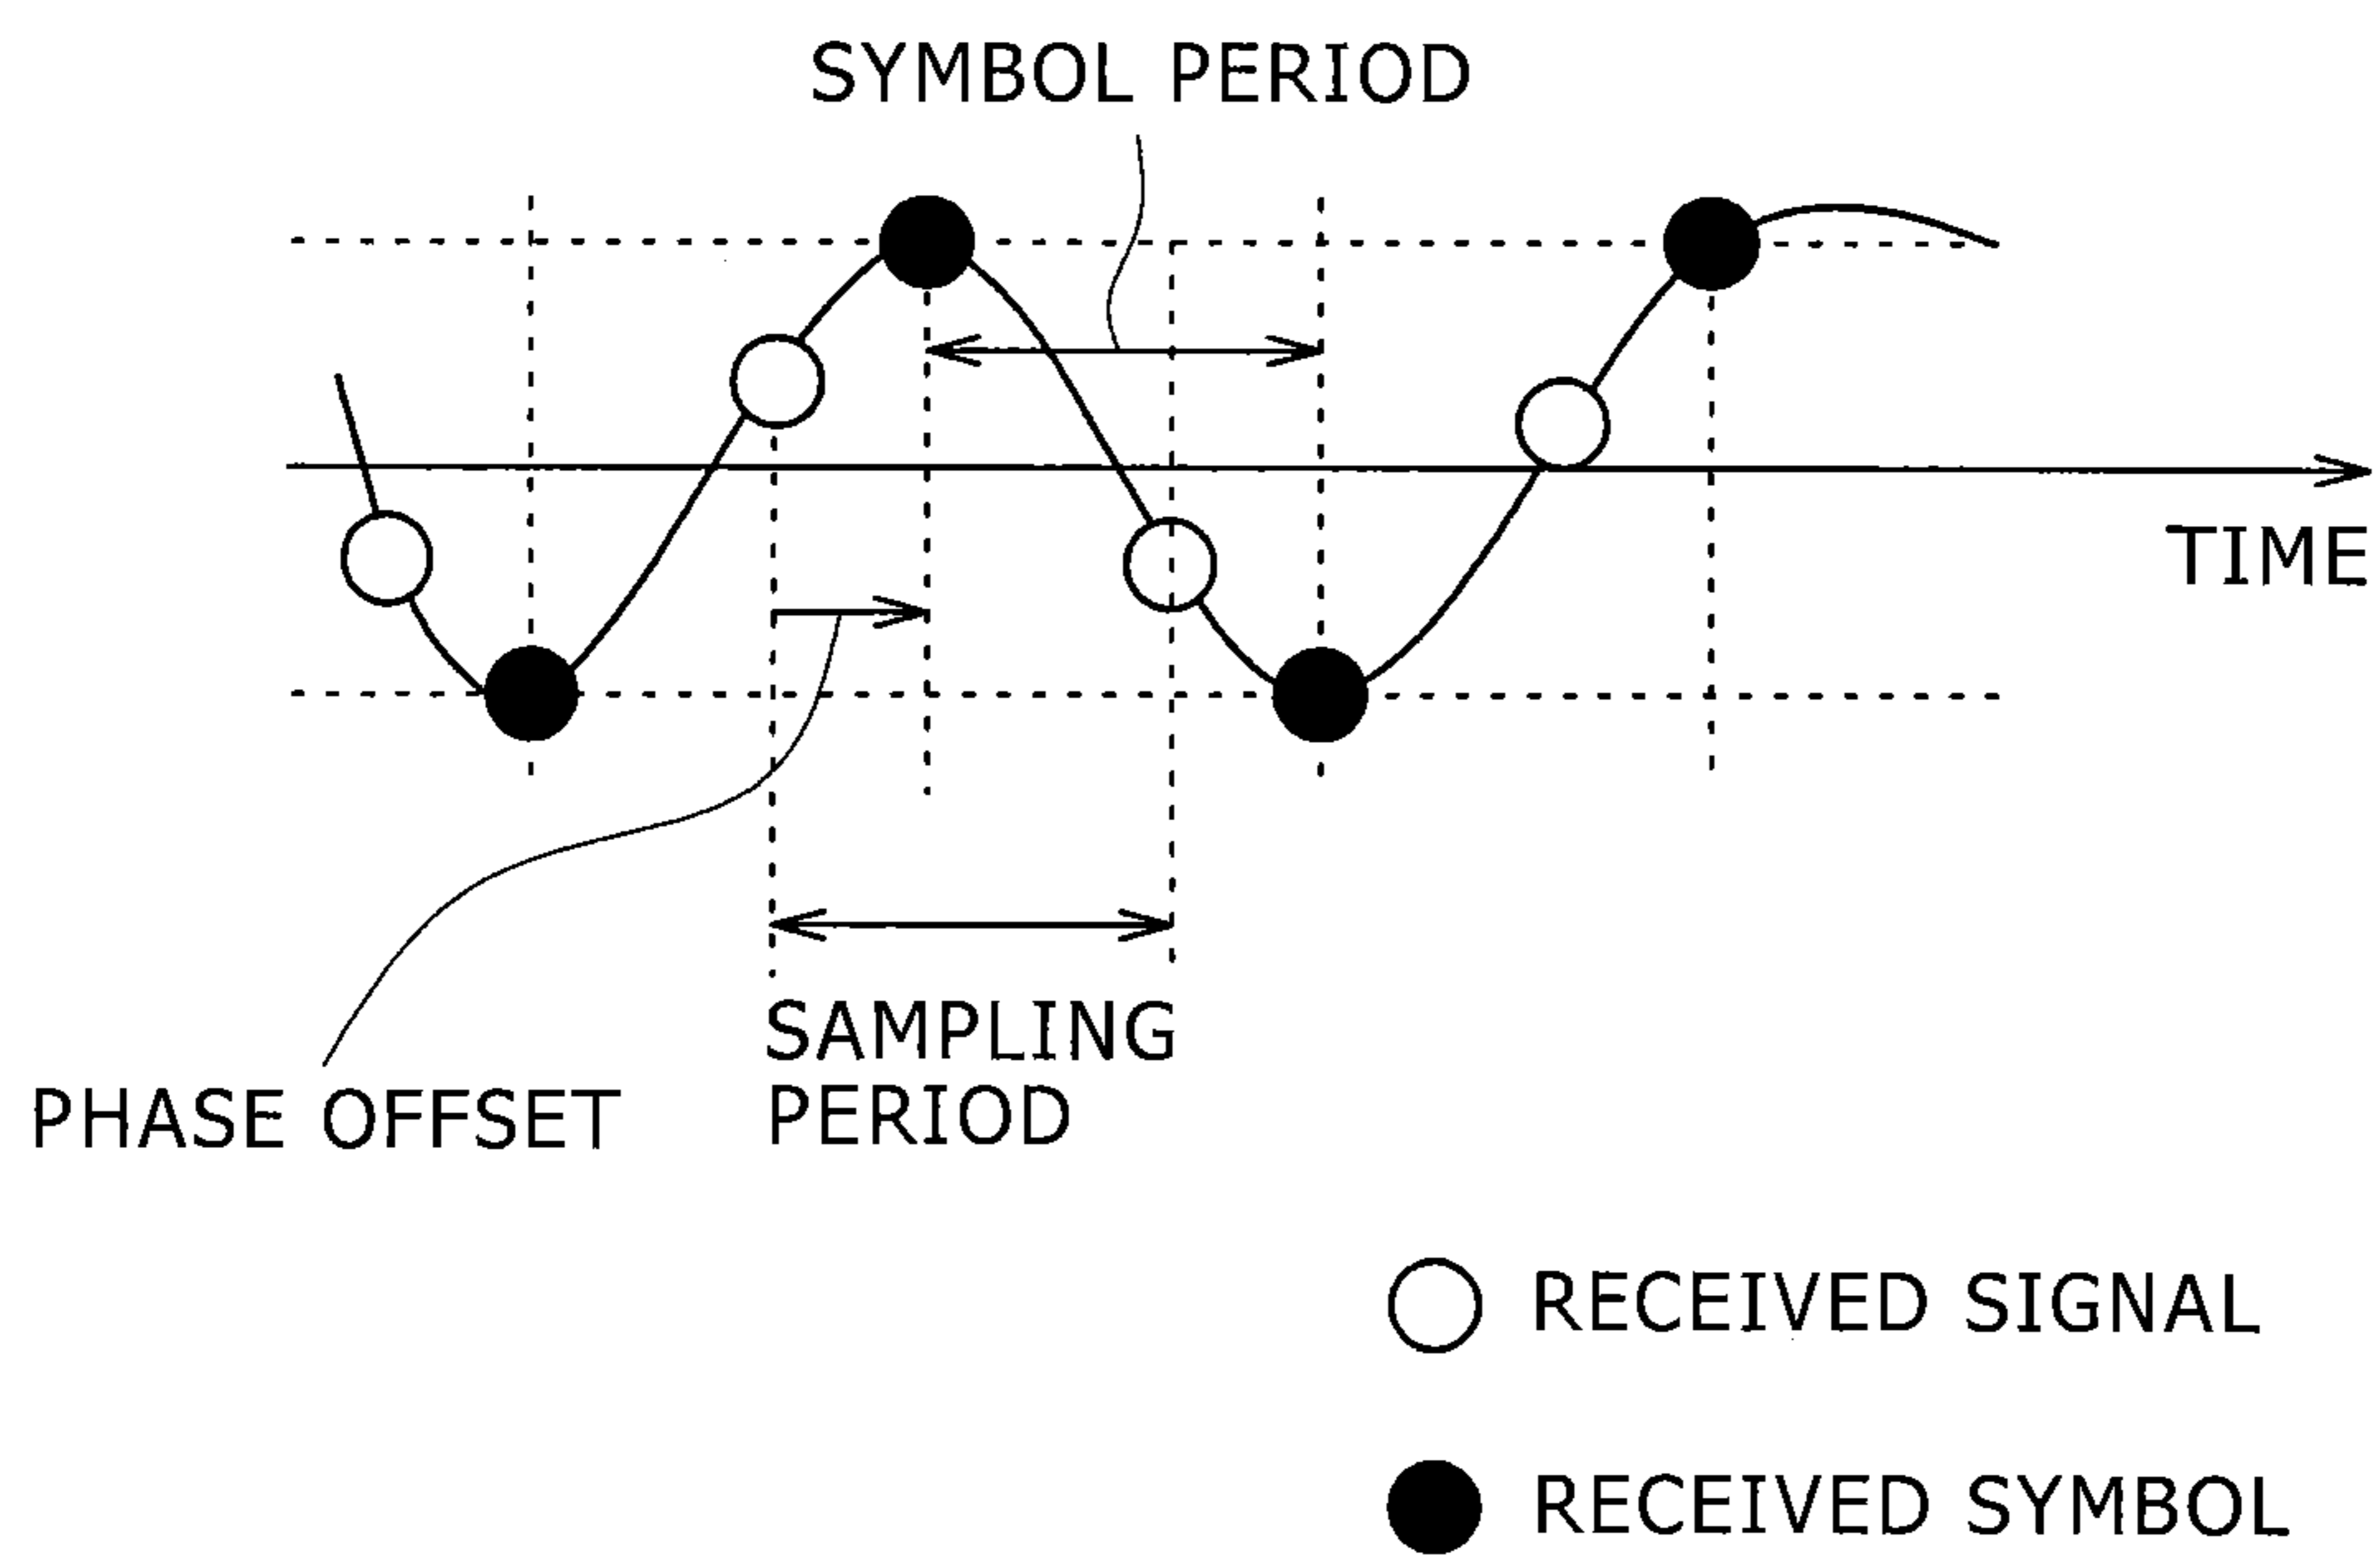 SYMBOL PERIOD
TIME
SAMPLING
PERIOD
PHASE OFFSET
RECEIVED SIGNAL
RECEIVED SYMBOL